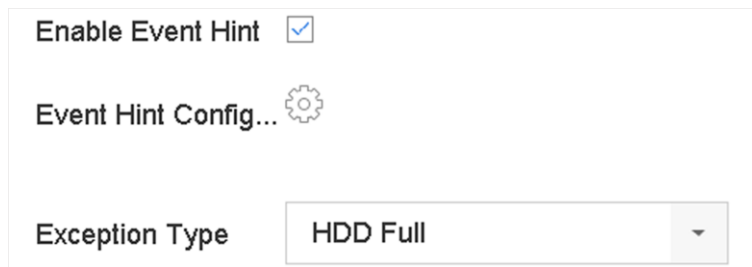 Enable Event Hint
Event Hint Config...
Exception Type HDD Full